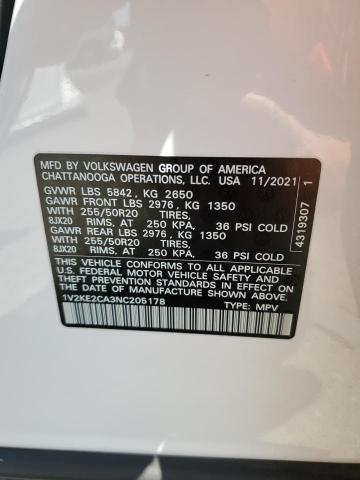 MFD BY VOLKSWAGEN GROUP OF AMERICA
CHATTANOOGA OPERATIONS, LLC. USA 11/2021
GVWR LBS 5842, KG 2650
GAWR FRONT LBS 2976, KG 1350
WITH 255/50R20 TIRES,
8JX20 RIMS, AT 250 KPA, 36 PSI COLD
GAWR REAR LBS 2976, KG 1350
WITH 255/50R20 TIRES,
8JX20 RIMS, AT 250 KPA, 36 PSI COLD
THIS VEHICLE CONFORMS TO ALL APPLICABLE
U.S. FEDERAL MOTOR VEHICLE SAFETY AND
THEFT PREVENTION STANDARDS IN EFFECT ON
THE DATE OF MANUFACTURE SHOWN ABOVE.
1V2KE2CA3NC205178 TYPE: MPV
4319307 1